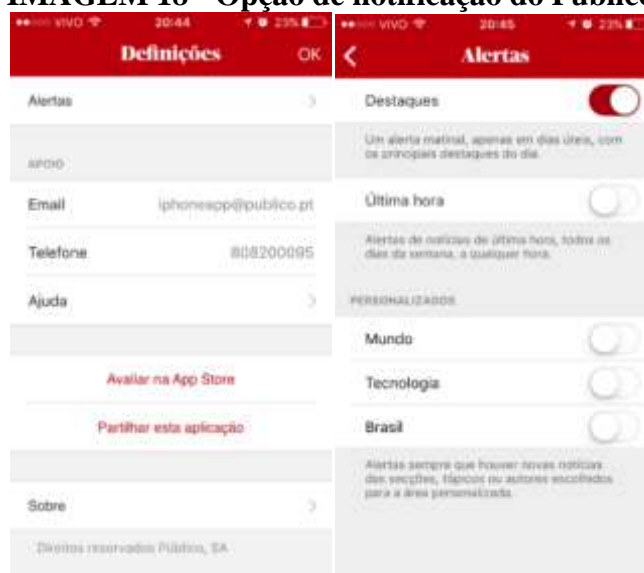 IMAGEM 18 - Opção de notificação do Público
VIVO 20:44 23%
Definições OK
Alertas
APOIO
Email iphoneapp@publico.pt
Telefone 808200095
Ajuda
Avaliar na App Store
Partilhar esta aplicação
Sobre
Direitos reservados Público, SA
VIVO 20:45 23%
Alertas
Destaques
Um alerta matinal, apenas em dias úteis, com
os principais destaques do dia.
Última hora
Alertas de notícias de última hora, todos os
dias da semana, a qualquer hora.
PERSONALIZADOS
Mundo
Tecnologia
Brasil
Alertas sempre que houver novas notícias
das secções, tópicos ou autores escolhidos
para a área personalizada.